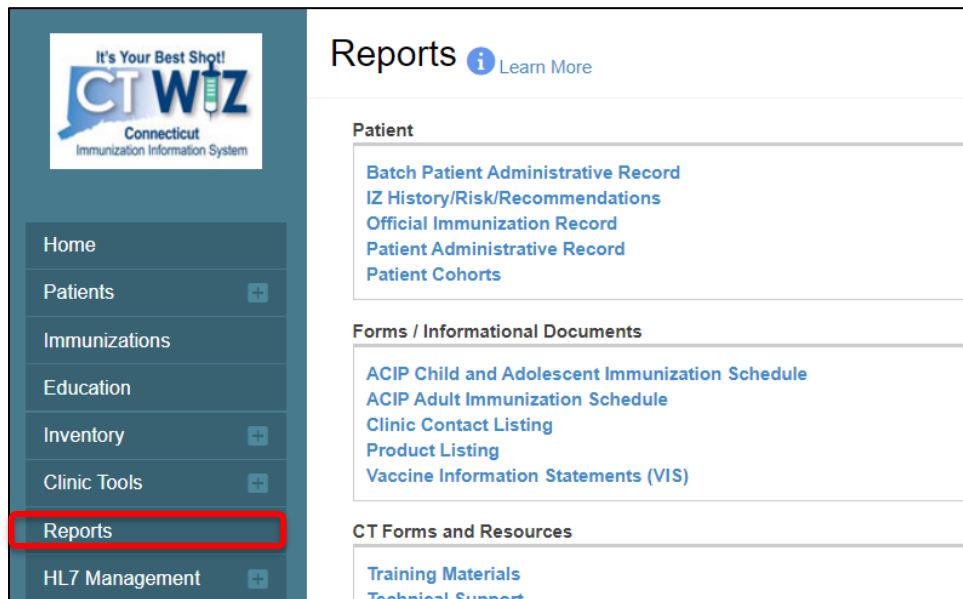 It's Your Best Shot!
CT WiZ
Connecticut
Immunization Information System
Home
Patients
Immunizations
Education
Inventory
Clinic Tools
Reports
HL7 Management
Reports i Learn More
Patient
Batch Patient Administrative Record
IZ History/Risk/Recommendations
Official Immunization Record
Patient Administrative Record
Patient Cohorts
Forms / Informational Documents
ACIP Child and Adolescent Immunization Schedule
ACIP Adult Immunization Schedule
Clinic Contact Listing
Product Listing
Vaccine Information Statements (VIS)
CT Forms and Resources
Training Materials
Technical Support